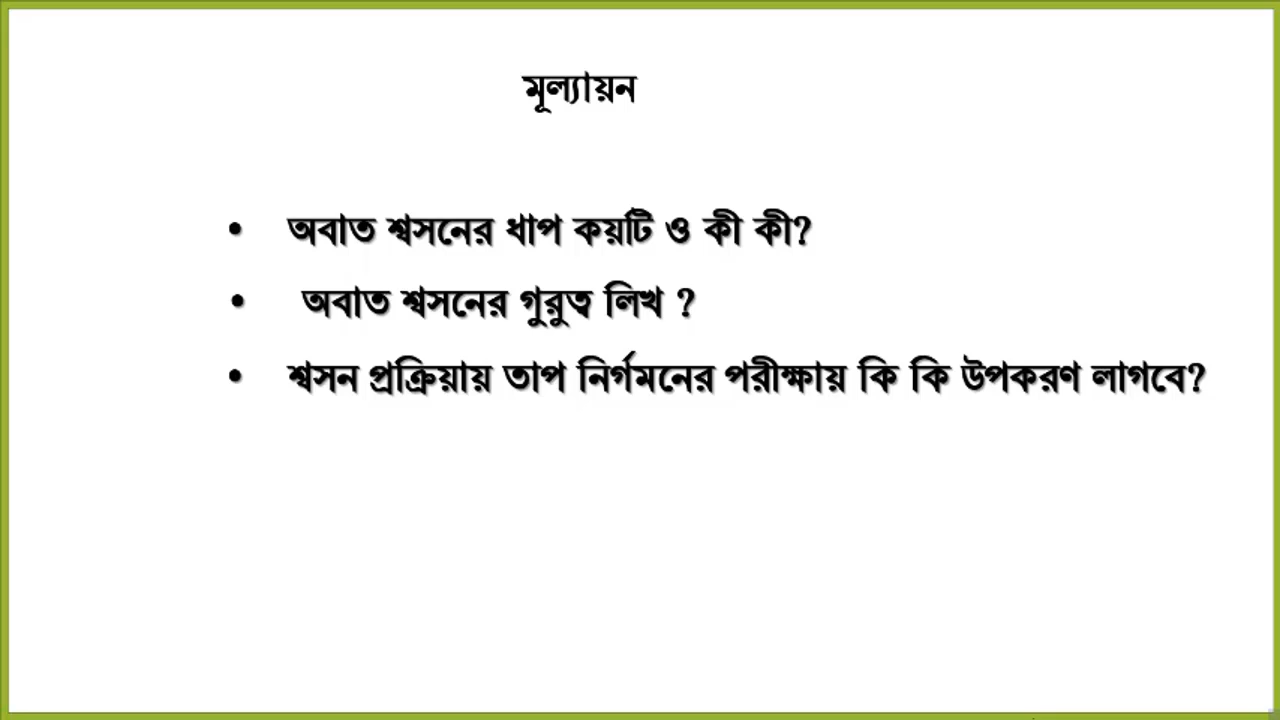 মূল্যায়ন
• অবাত শ্বসনের ধাপ কয়টি ও কী কী?
• অবাত শ্বসনের গুরুত্ব লিখ ?
• শ্বসন প্রক্রিয়ায় তাপ নির্গমনের পরীক্ষায় কি কি উপকরণ লাগবে?